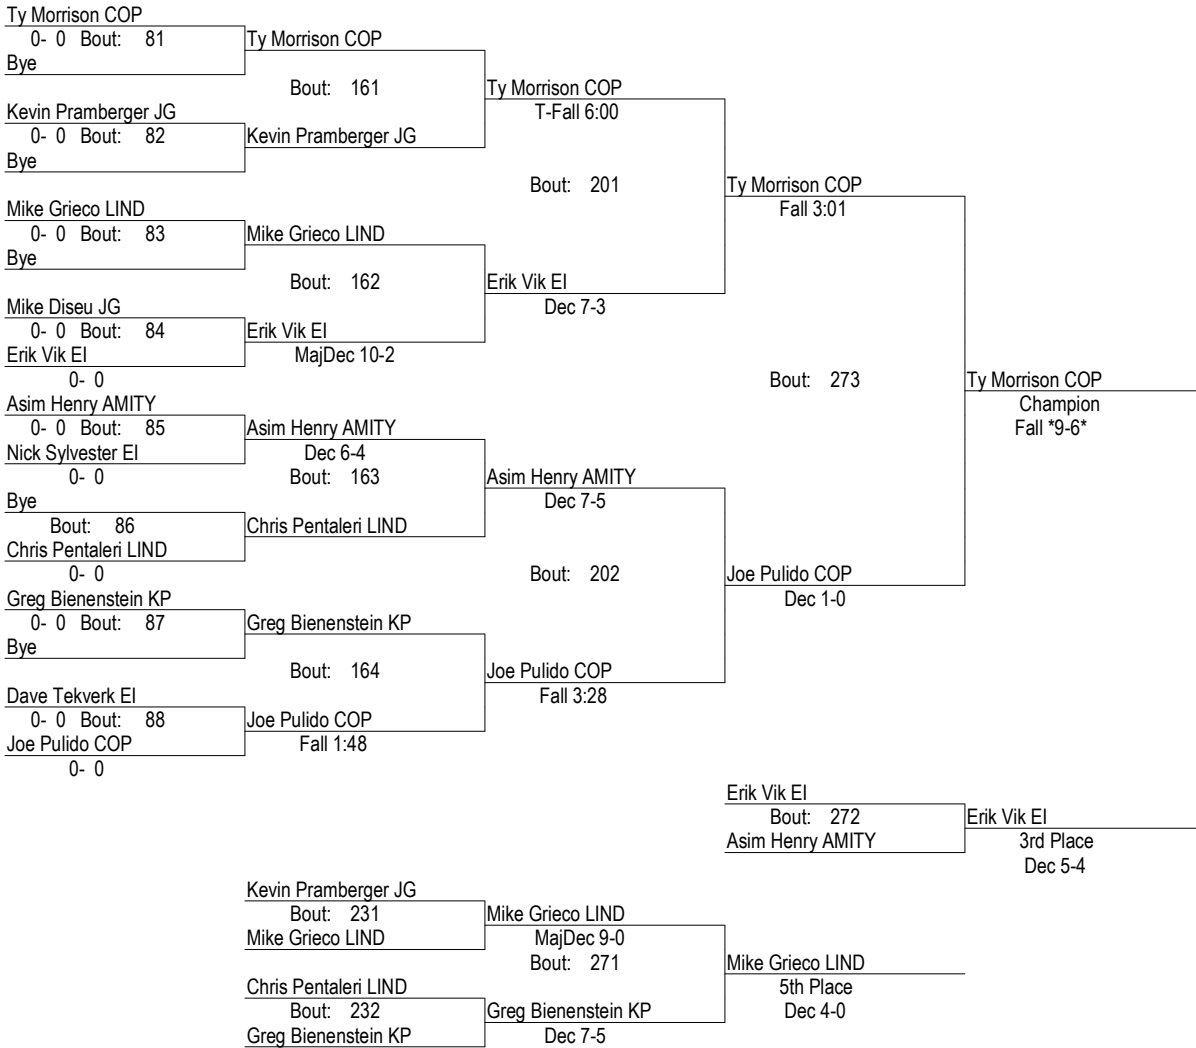 Ty Morrison COP
0- 0 Bout: 81
Bye
Ty Morrison COP
Bout: 161
Kevin Pramberger JG
0- 0 Bout: 82
Bye
Kevin Pramberger JG
Ty Morrison COP
T-Fall 6:00
Bout: 201
Mike Grieco LIND
0- 0 Bout: 83
Bye
Mike Grieco LIND
Bout: 162
Mike Diseu JG
0- 0 Bout: 84
Erik Vik EI
0- 0
Erik Vik EI
MajDec 10-2
Erik Vik EI
Dec 7-3
Ty Morrison COP
Fall 3:01
Bout: 273
Asim Henry AMITY
0- 0 Bout: 85
Nick Sylvester EI
0- 0
Asim Henry AMITY
Dec 6-4
Bout: 163
Bye
Bout: 86
Chris Pentaleri LIND
0- 0
Chris Pentaleri LIND
Asim Henry AMITY
Dec 7-5
Bout: 202
Greg Bienenstein KP
0- 0 Bout: 87
Bye
Greg Bienenstein KP
Bout: 164
Dave Tekverk EI
0- 0 Bout: 88
Joe Pulido COP
0- 0
Joe Pulido COP
Fall 1:48
Joe Pulido COP
Fall 3:28
Joe Pulido COP
Dec 1-0
Ty Morrison COP
Champion
Fall *9-6*
Erik Vik EI
Bout: 272
Asim Henry AMITY
Erik Vik EI
3rd Place
Dec 5-4
Kevin Pramberger JG
Bout: 231
Mike Grieco LIND
Mike Grieco LIND
MajDec 9-0
Bout: 271
Chris Pentaleri LIND
Bout: 232
Greg Bienenstein KP
Greg Bienenstein KP
Dec 7-5
Mike Grieco LIND
5th Place
Dec 4-0